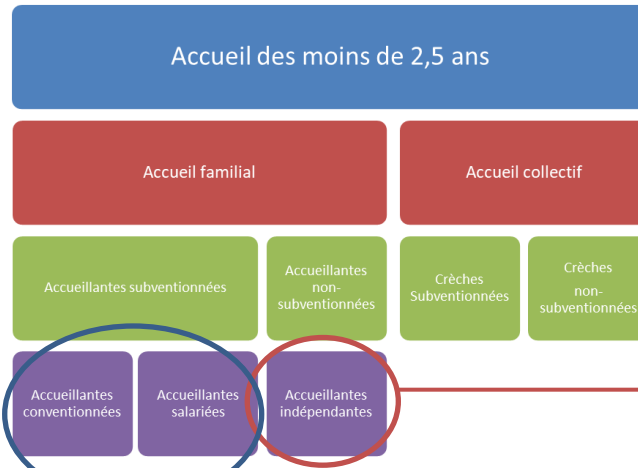 Accueil des moins de 2,5 ans
Accueil familial
Accueil collectif
Accueillantes subventionnées
Accueillantes
non-
subventionnées
Crèches
Subventionnées
Crèches
non-
subventionnées
Accueillantes
conventionnées
Accueillantes
salariées
Accueillantes
indépendantes